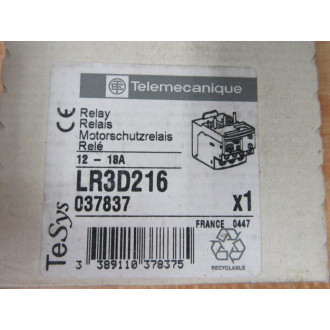 Telemecanique
CE
Relay
Relais
Motorschutzrelais
Relé
12 - 18A
LR3D216
037837
x1
TeSys
FRANCE 0447
3 389110 378375
RECYCLABLE